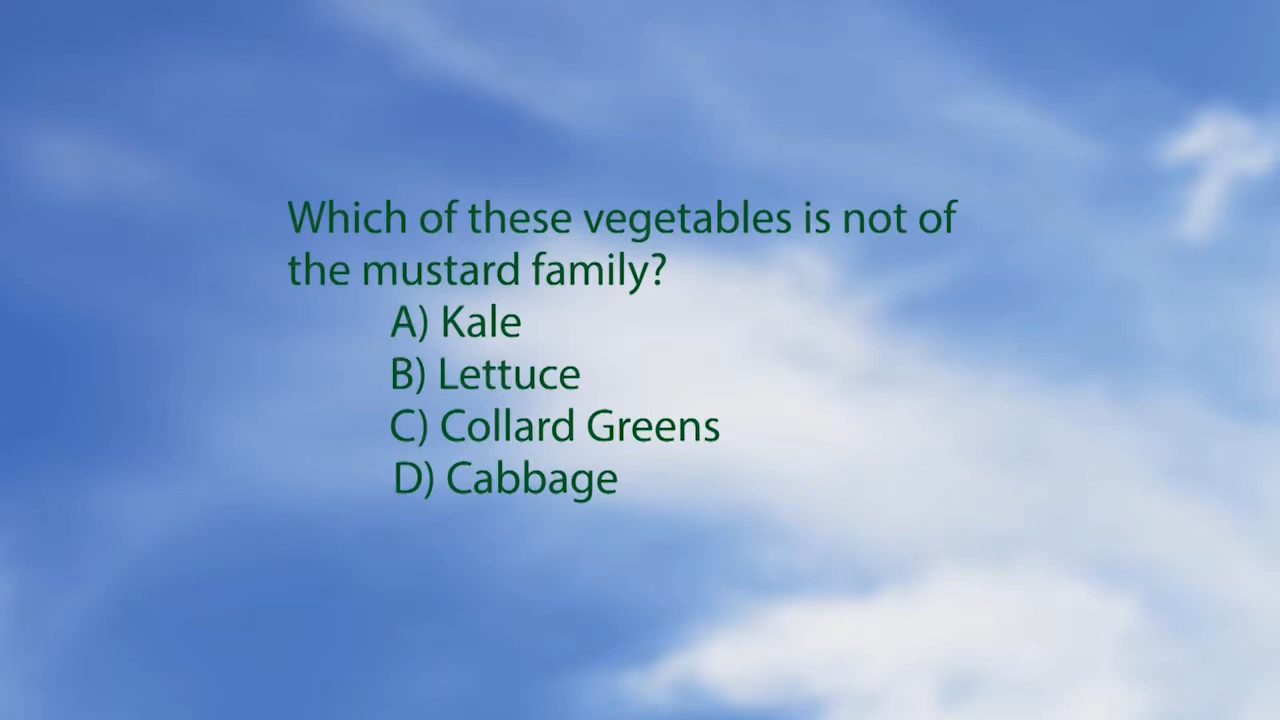 Which of these vegetables is not of
the mustard family?
A) Kale
B) Lettuce
C) Collard Greens
D) Cabbage